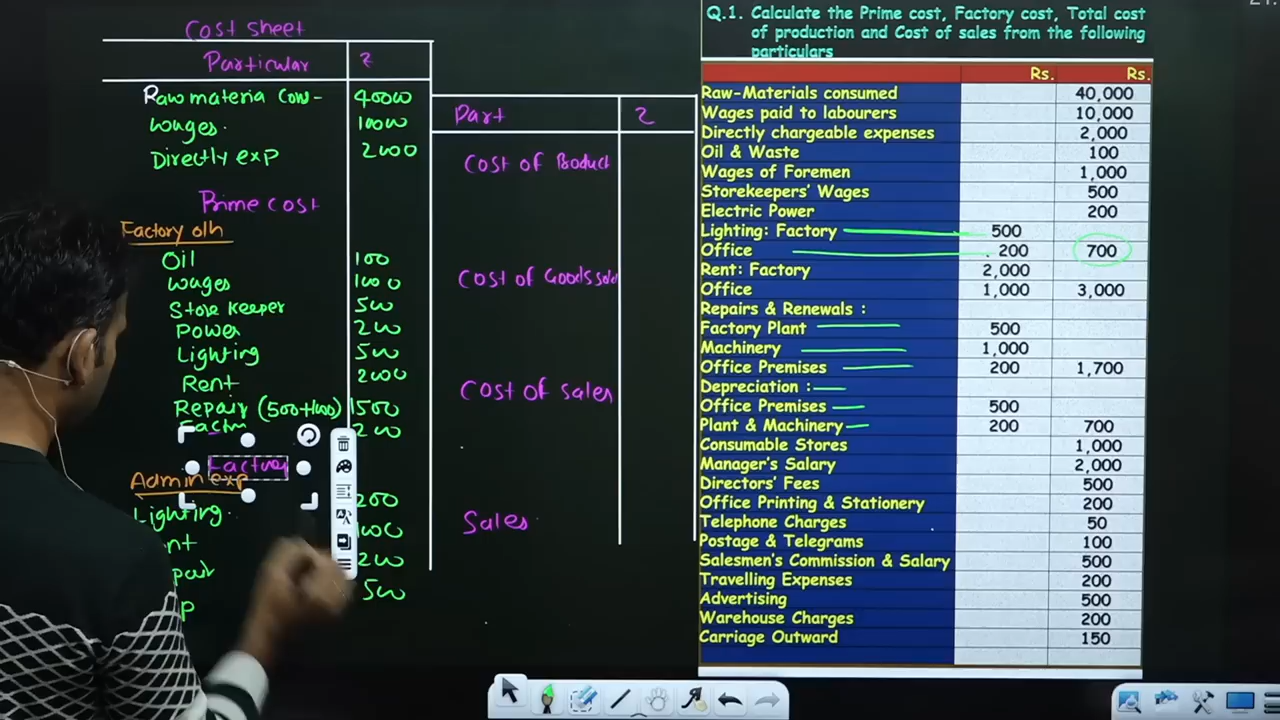 Cost sheet
Particular ₹
Raw materia con- 40000
wages. 10000
Directly exp 2000
Prime cost
Factory o/h
Oil 100
wages 1000
Store keeper 500
Power 200
Lighting 500
Rent 2000
Repair (500+1000) 1500
200
Factory
Admin exp
Lighting 200
1000
200
500
Part ₹
Cost of Product
Cost of Goods sold
Cost of sales
Sales
Q.1. Calculate the Prime cost, Factory cost, Total cost
of production and Cost of sales from the following
particulars
Rs. Rs.
Raw-Materials consumed 40,000
Wages paid to labourers 10,000
Directly chargeable expenses 2,000
Oil & Waste 100
Wages of Foremen 1,000
Storekeepers' Wages 500
Electric Power 200
Lighting: Factory 500
Office 200 700
Rent: Factory 2,000
Office 1,000 3,000
Repairs & Renewals :
Factory Plant 500
Machinery 1,000
Office Premises 200 1,700
Depreciation :
Office Premises 500
Plant & Machinery 200 700
Consumable Stores 1,000
Manager's Salary 2,000
Directors' Fees 500
Office Printing & Stationery 200
Telephone Charges 50
Postage & Telegrams 100
Salesmen's Commission & Salary 500
Travelling Expenses 200
Advertising 500
Warehouse Charges 200
Carriage Outward 150